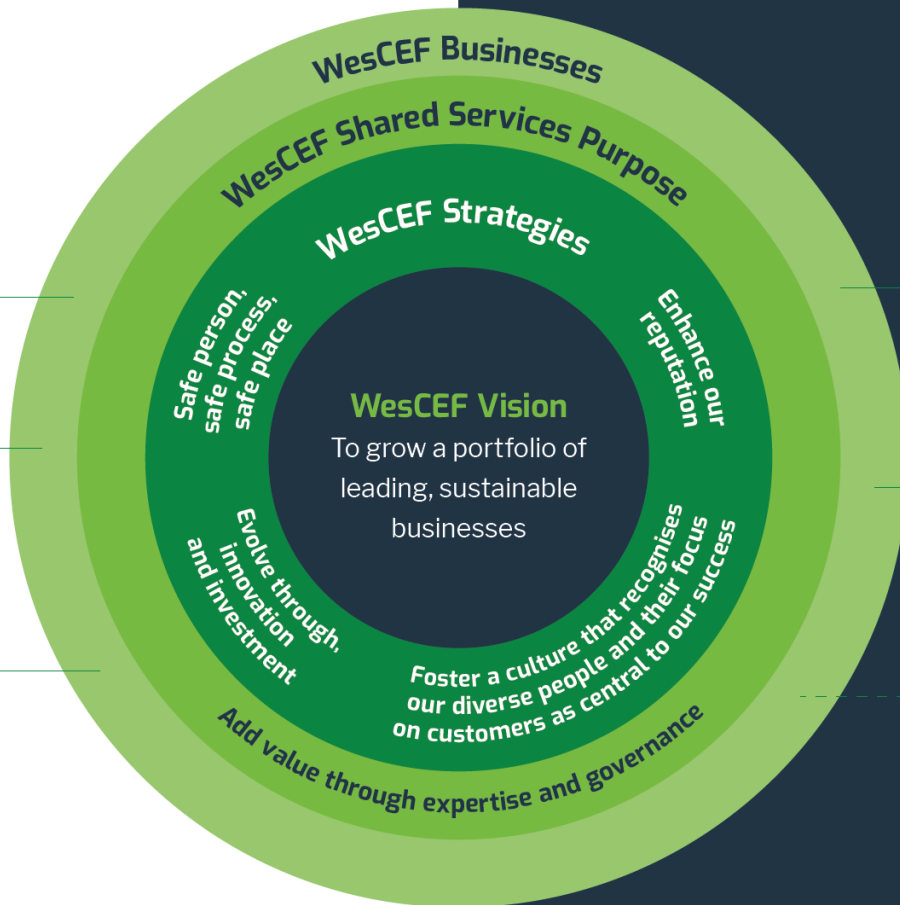 WesCEF Businesses
WesCEF Shared Services Purpose
WesCEF Strategies
Safe person,
safe process,
safe place
Enhance our
reputation
WesCEF Vision
To grow a portfolio of
leading, sustainable
businesses
Evolve through,
innovation
and investment
Foster a culture that recognises
our diverse people and their focus
on customers as central to our success
Add value through expertise and governance